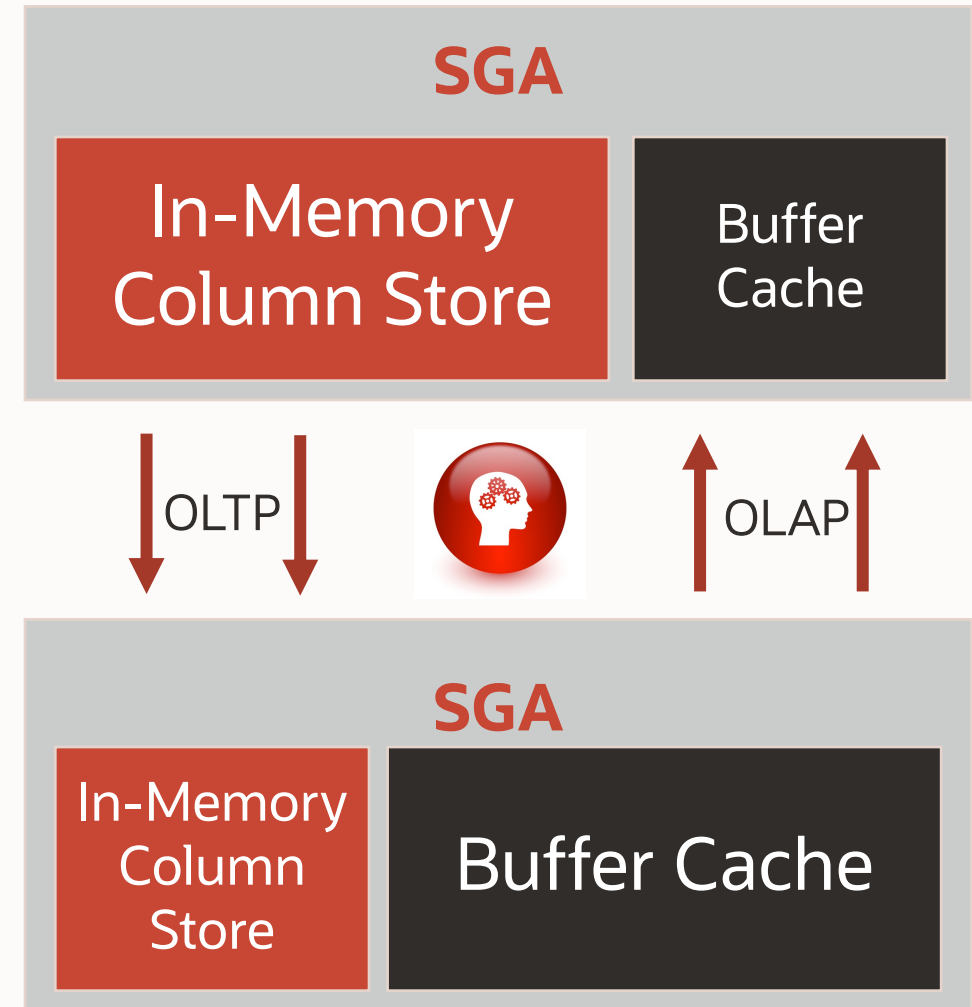 SGA
In-Memory
Column Store
Buffer
Cache
OLTP
OLAP
SGA
In-Memory
Column
Store
Buffer Cache